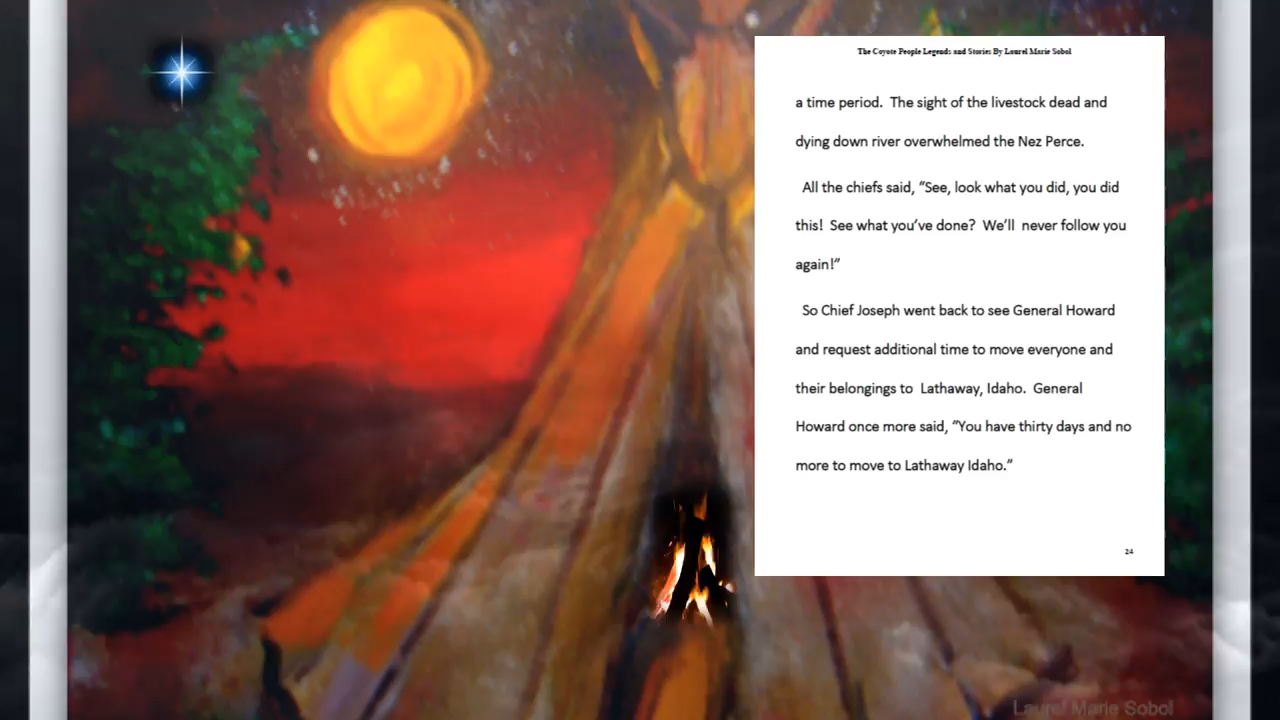 The Coyote People Legends and Stories By Laurel Marie Sobol
a time period.  The sight of the livestock dead and
dying down river overwhelmed the Nez Perce.
All the chiefs said, “See, look what you did, you did
this!  See what you’ve done?  We’ll  never follow you
again!”
So Chief Joseph went back to see General Howard
and request additional time to move everyone and
their belongings to  Lathaway, Idaho.  General
Howard once more said, “You have thirty days and no
more to move to Lathaway Idaho.”
24
Laurel Marie Sobol